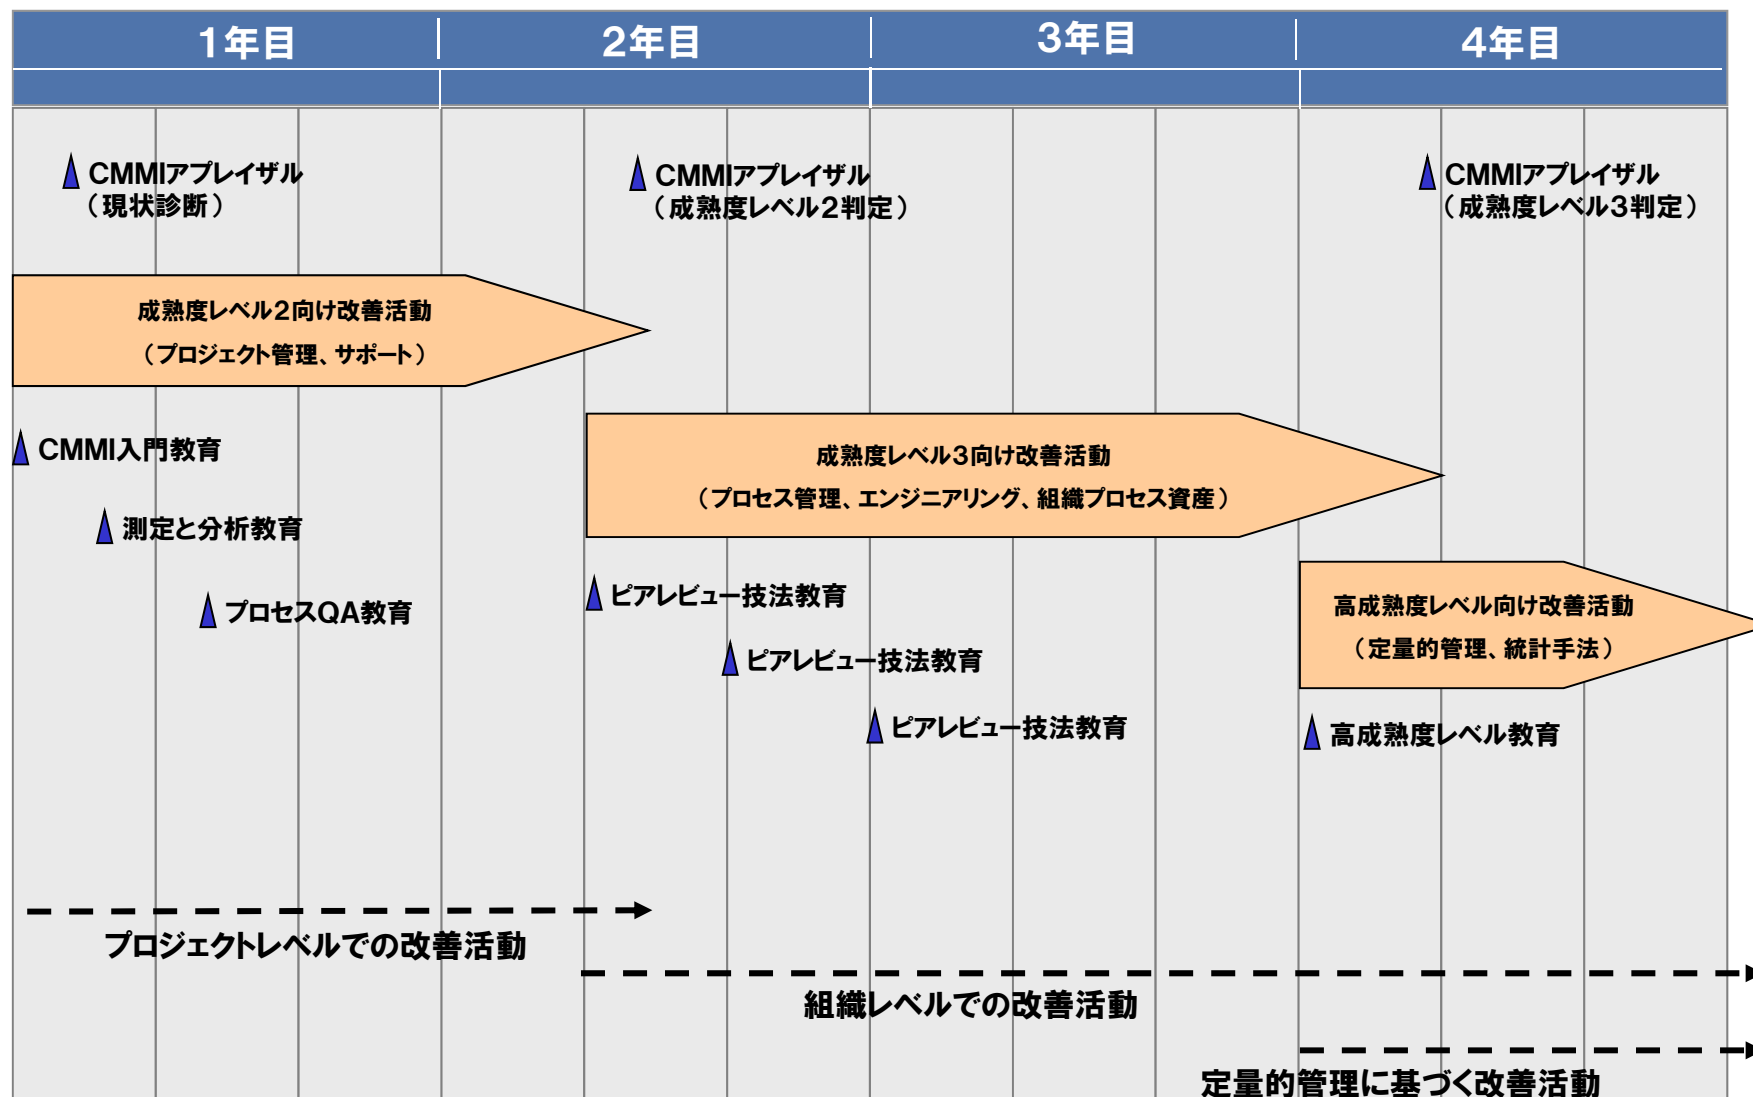 1年目
2年目
3年目
4年目
CMMIアプレイザル
（現状診断）
CMMIアプレイザル
（成熟度レベル2判定）
CMMIアプレイザル
（成熟度レベル3判定）
成熟度レベル2向け改善活動
（プロジェクト管理、サポート）
CMMI入門教育
成熟度レベル3向け改善活動
（プロセス管理、エンジニアリング、組織プロセス資産）
測定と分析教育
プロセスQA教育
ピアレビュー技法教育
高成熟度レベル向け改善活動
（定量的管理、統計手法）
ピアレビュー技法教育
ピアレビュー技法教育
高成熟度レベル教育
プロジェクトレベルでの改善活動
組織レベルでの改善活動
定量的管理に基づく改善活動